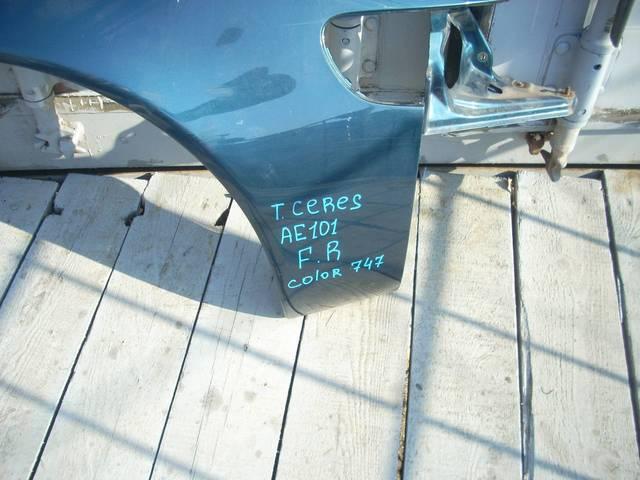 T. CeRes
AE101
F.R
color 747